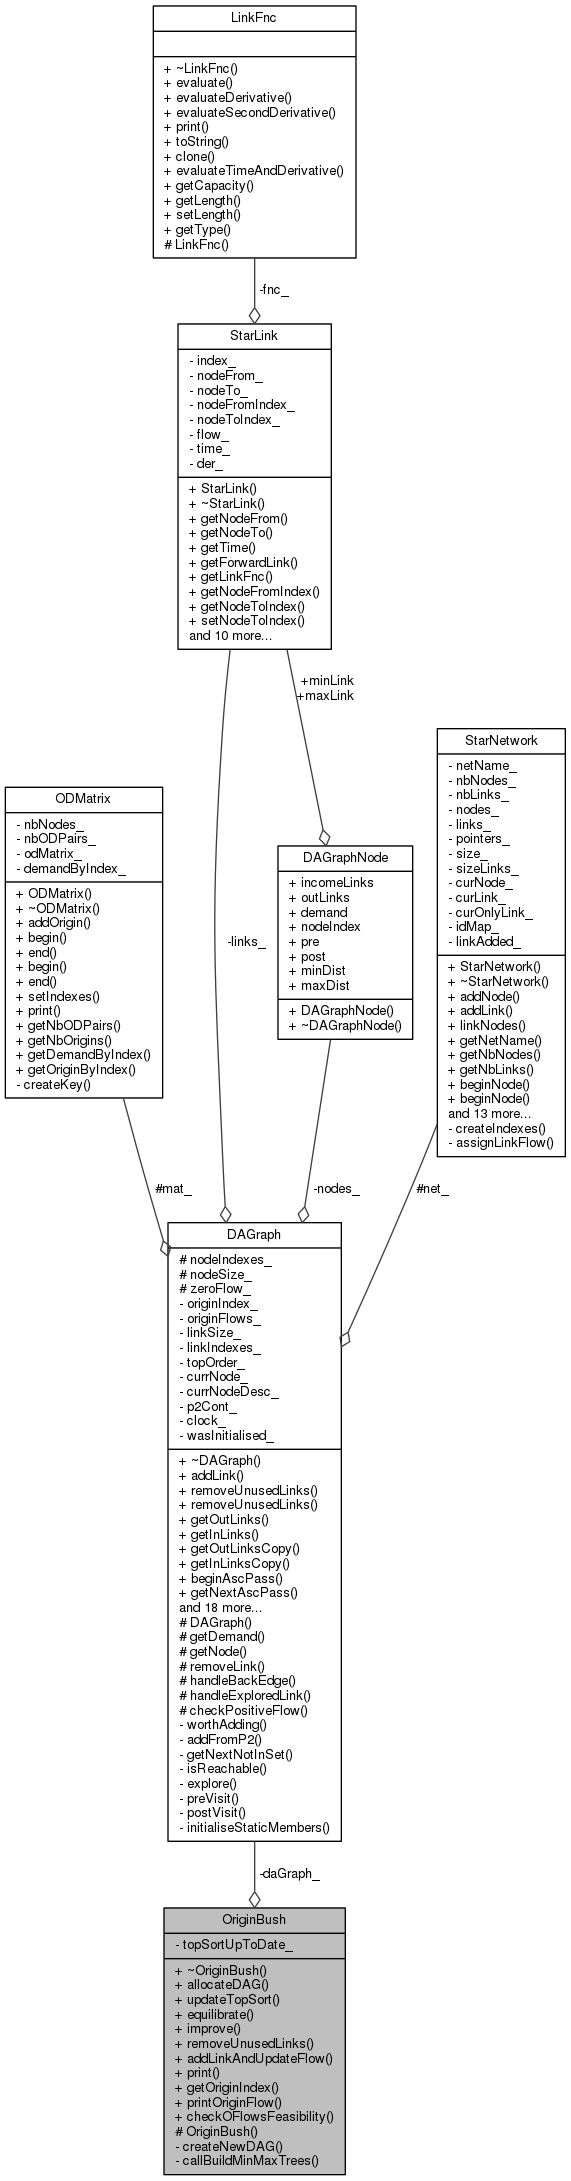 LinkFnc
+ ~LinkFnc()
+ evaluate()
+ evaluateDerivative()
+ evaluateSecondDerivative()
+ print()
+ toString()
+ clone()
+ evaluateTimeAndDerivative()
+ getCapacity()
+ getLength()
+ setLength()
+ getType()
# LinkFnc()
-fnc_
StarLink
- index_
- nodeFrom_
- nodeTo_
- nodeFromIndex_
- nodeToIndex_
- flow_
- time_
- der_
+ StarLink()
+ ~StarLink()
+ getNodeFrom()
+ getNodeTo()
+ getTime()
+ getForwardLink()
+ getLinkFnc()
+ getNodeFromIndex()
+ getNodeToIndex()
+ setNodeToIndex()
and 10 more...
+minLink
+maxLink
StarNetwork
- netName_
- nbNodes_
- nbLinks_
- nodes_
- links_
- pointers_
- size_
- sizeLinks_
- curNode_
- curLink_
- curOnlyLink_
- idMap_
- linkAdded_
+ StarNetwork()
+ ~StarNetwork()
+ addNode()
+ addLink()
+ linkNodes()
+ getNetName()
+ getNbNodes()
+ getNbLinks()
+ beginNode()
+ beginNode()
and 13 more...
- createIndexes()
- assignLinkFlow()
ODMatrix
- nbNodes_
- nbODPairs_
- odMatrix_
- demandByIndex_
+ ODMatrix()
+ ~ODMatrix()
+ addOrigin()
+ begin()
+ end()
+ begin()
+ end()
+ setIndexes()
+ print()
+ getNbODPairs()
+ getNbOrigins()
+ getDemandByIndex()
+ getOriginByIndex()
- createKey()
-links_
DAGraphNode
+ incomeLinks
+ outLinks
+ demand
+ nodeIndex
+ pre
+ post
+ minDist
+ maxDist
+ DAGraphNode()
+ ~DAGraphNode()
#mat_
-nodes_
#net_
DAGraph
# nodeIndexes_
# nodeSize_
# zeroFlow_
- originIndex_
- originFlows_
- linkSize_
- linkIndexes_
- topOrder_
- currNode_
- currNodeDesc_
- p2Cont_
- clock_
- wasInitialised_
+ ~DAGraph()
+ addLink()
+ removeUnusedLinks()
+ removeUnusedLinks()
+ getOutLinks()
+ getInLinks()
+ getOutLinksCopy()
+ getInLinksCopy()
+ beginAscPass()
+ getNextAscPass()
and 18 more...
# DAGraph()
# getDemand()
# getNode()
# removeLink()
# handleBackEdge()
# handleExploredLink()
# checkPositiveFlow()
- worthAdding()
- addFromP2()
- getNextNotInSet()
- isReachable()
- explore()
- preVisit()
- postVisit()
- initialiseStaticMembers()
-daGraph_
OriginBush
- topSortUpToDate_
+ ~OriginBush()
+ allocateDAG()
+ updateTopSort()
+ equilibrate()
+ improve()
+ removeUnusedLinks()
+ addLinkAndUpdateFlow()
+ print()
+ getOriginIndex()
+ printOriginFlow()
+ checkOFlowsFeasibility()
# OriginBush()
- createNewDAG()
- callBuildMinMaxTrees()